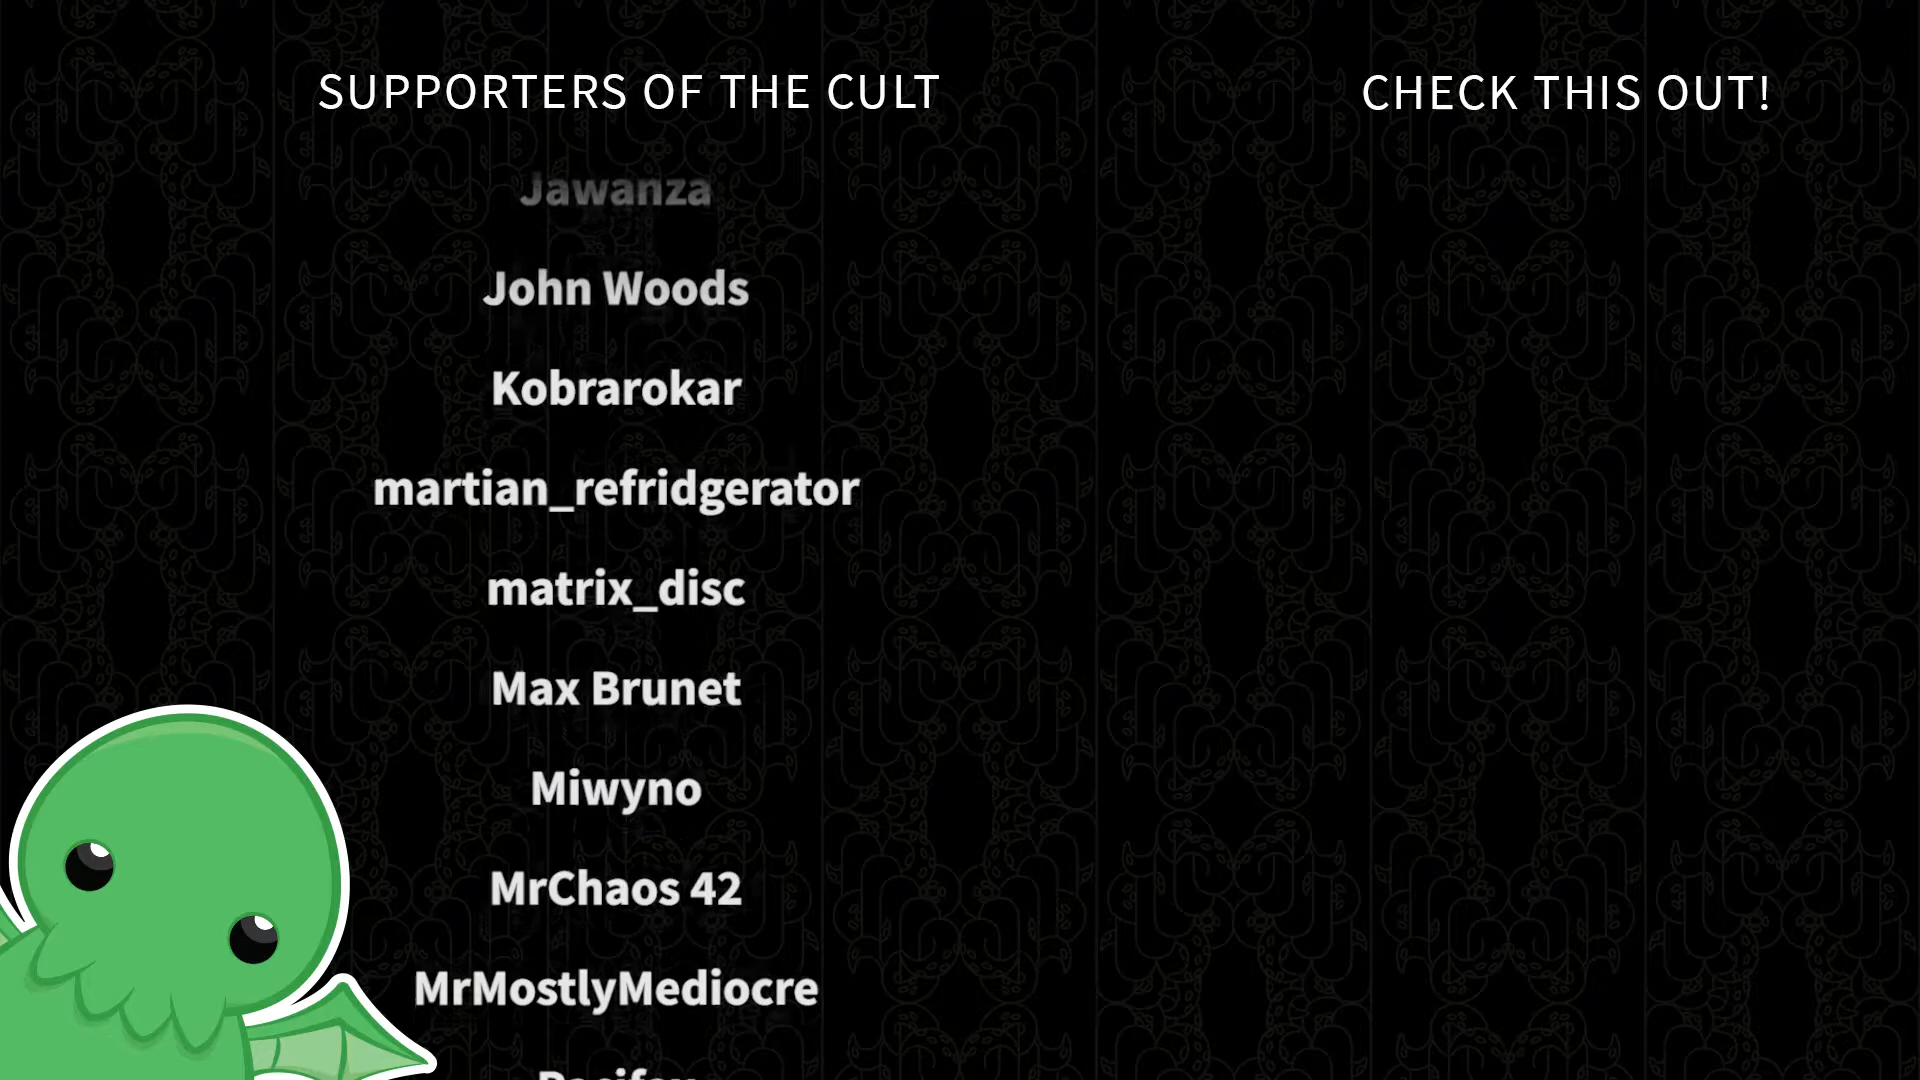 SUPPORTERS OF THE CULT
CHECK THIS OUT!
Jawanza
John Woods
Kobrarokar
martian_refridgerator
matrix_disc
Max Brunet
Miwyno
MrChaos 42
MrMostlyMediocre